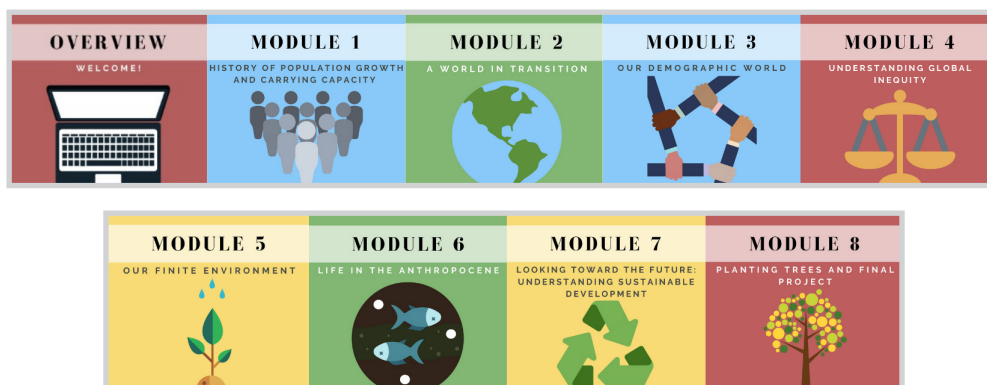 OVERVIEW
WELCOME!
MODULE 1
HISTORY OF POPULATION GROWTH
AND CARRYING CAPACITY
MODULE 2
A WORLD IN TRANSITION
MODULE 3
OUR DEMOGRAPHIC WORLD
MODULE 4
UNDERSTANDING GLOBAL
INEQUITY
MODULE 5
OUR FINITE ENVIRONMENT
MODULE 6
LIFE IN THE ANTHROPOCENE
MODULE 7
LOOKING TOWARD THE FUTURE:
UNDERSTANDING SUSTAINABLE
DEVELOPMENT
MODULE 8
PLANTING TREES AND FINAL
PROJECT